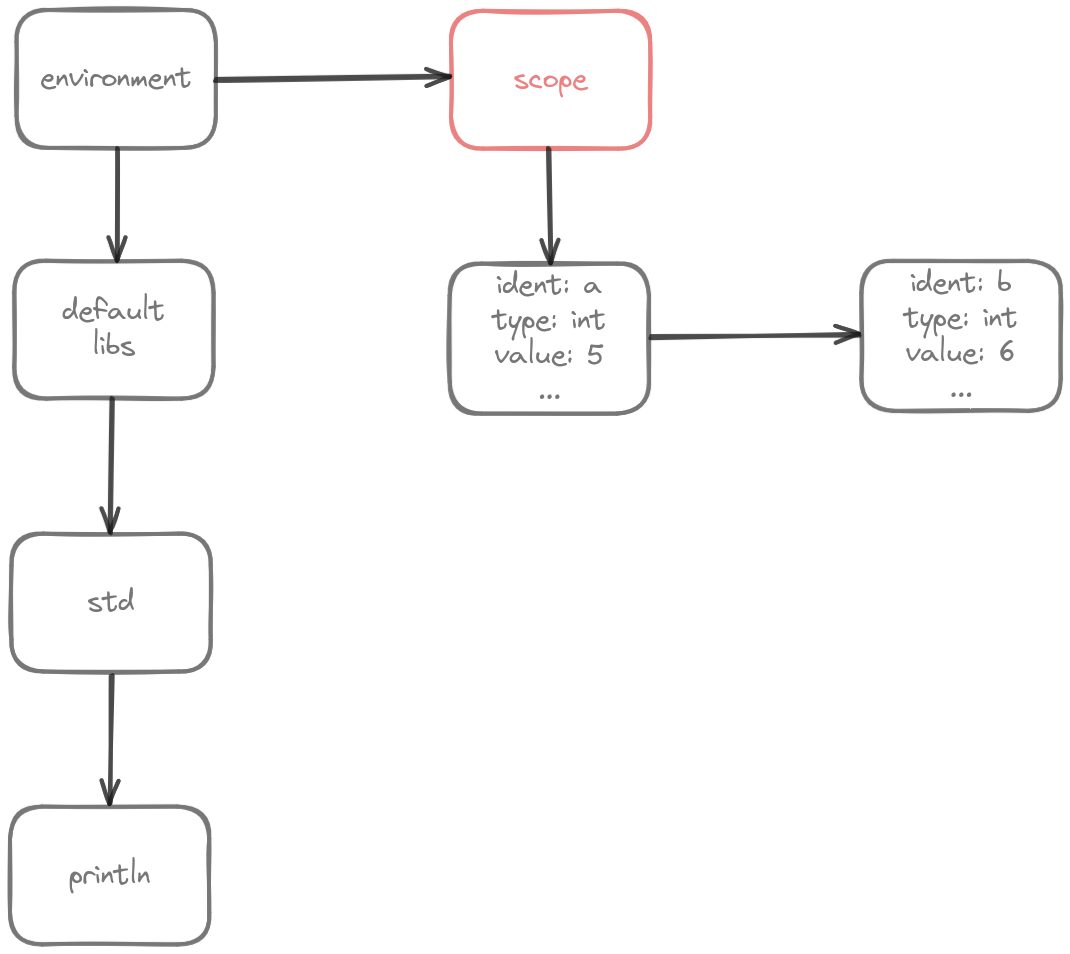 environment
scope
default
libs
ident: a
type: int
value: 5
...
ident: b
type: int
value: 6
...
std
println